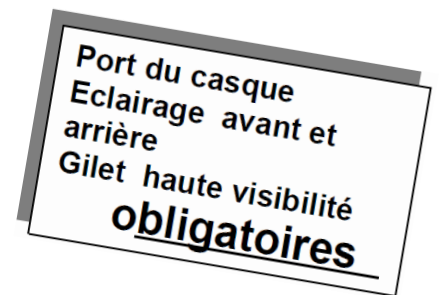 Port du casque
Eclairage avant et
arrière
Gilet haute visibilité
obligatoires